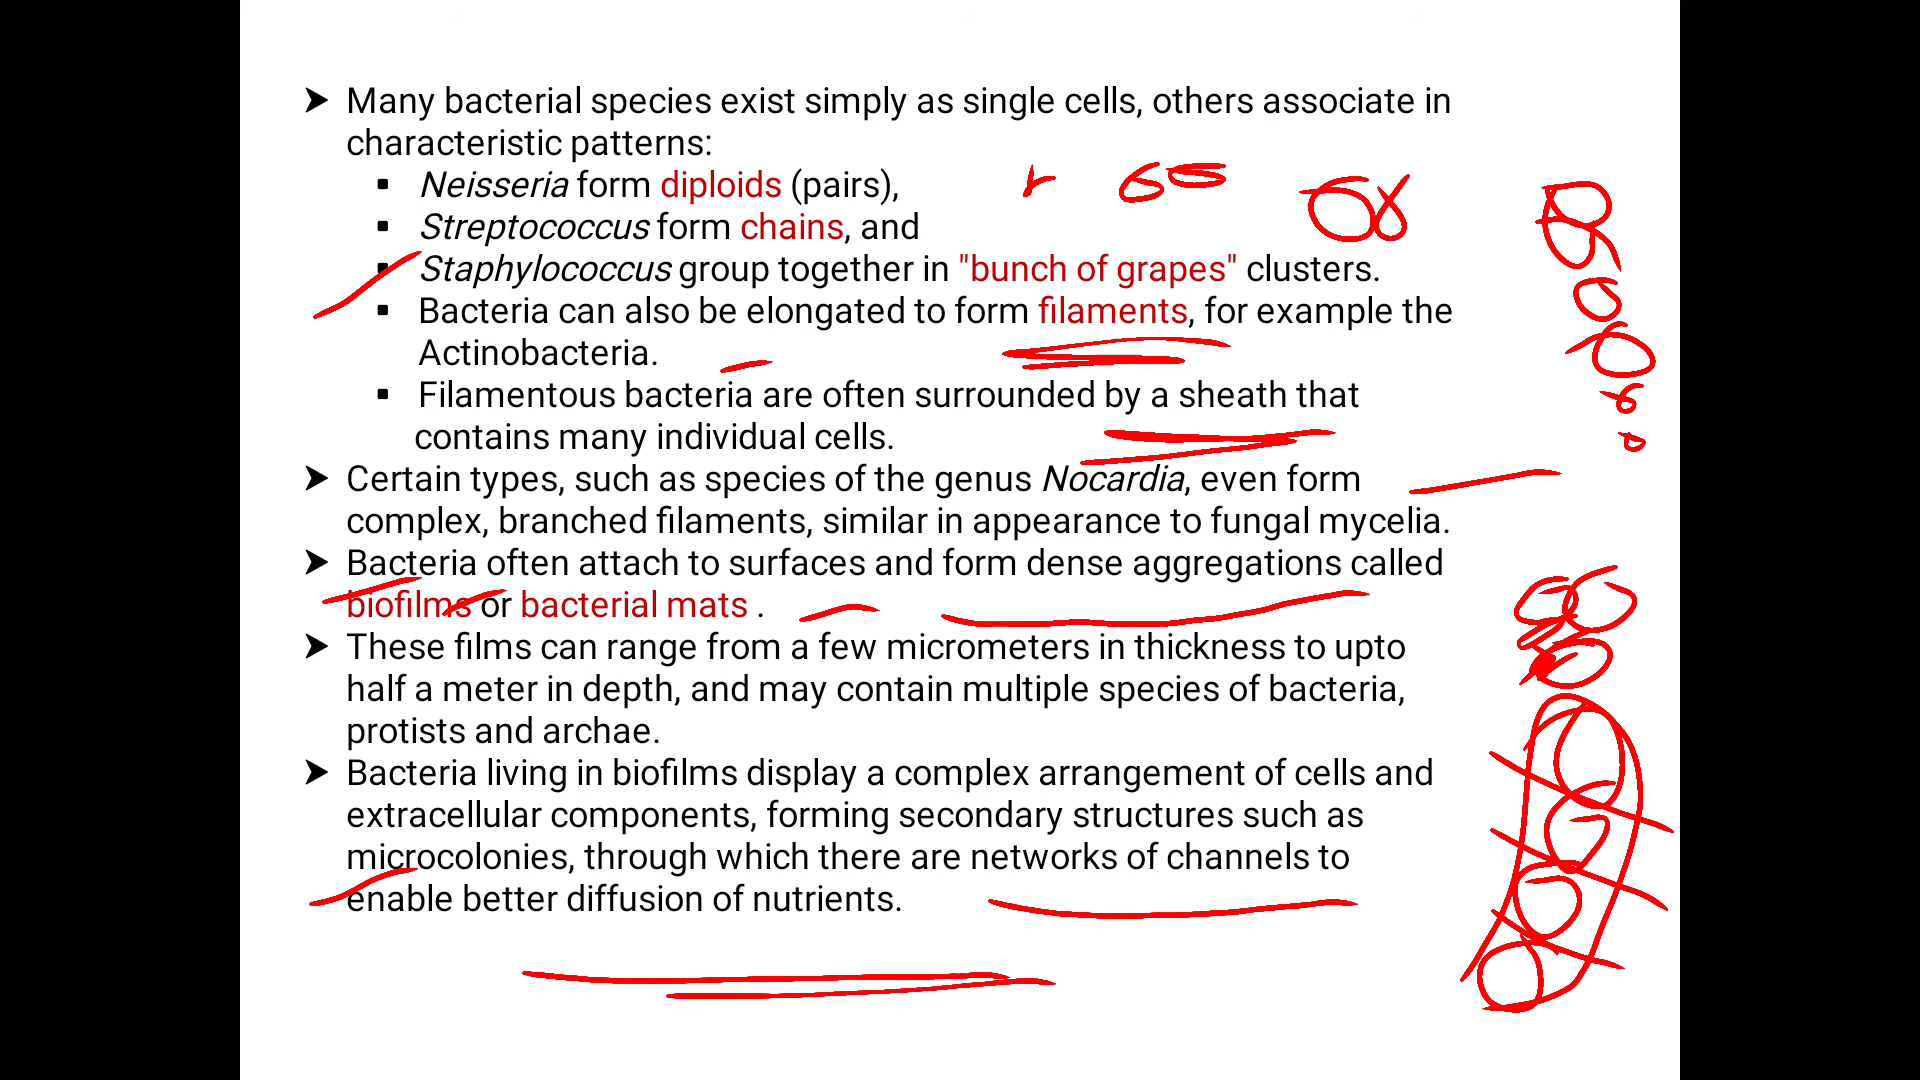 ➤ Many bacterial species exist simply as single cells, others associate in
characteristic patterns:
▪ Neisseria form diploids (pairs),
▪ Streptococcus form chains, and
▪ Staphylococcus group together in "bunch of grapes" clusters.
▪ Bacteria can also be elongated to form filaments, for example the
Actinobacteria.
▪ Filamentous bacteria are often surrounded by a sheath that
contains many individual cells.
➤ Certain types, such as species of the genus Nocardia, even form
complex, branched filaments, similar in appearance to fungal mycelia.
➤ Bacteria often attach to surfaces and form dense aggregations called
biofilms or bacterial mats .
➤ These films can range from a few micrometers in thickness to upto
half a meter in depth, and may contain multiple species of bacteria,
protists and archae.
➤ Bacteria living in biofilms display a complex arrangement of cells and
extracellular components, forming secondary structures such as
microcolonies, through which there are networks of channels to
enable better diffusion of nutrients.